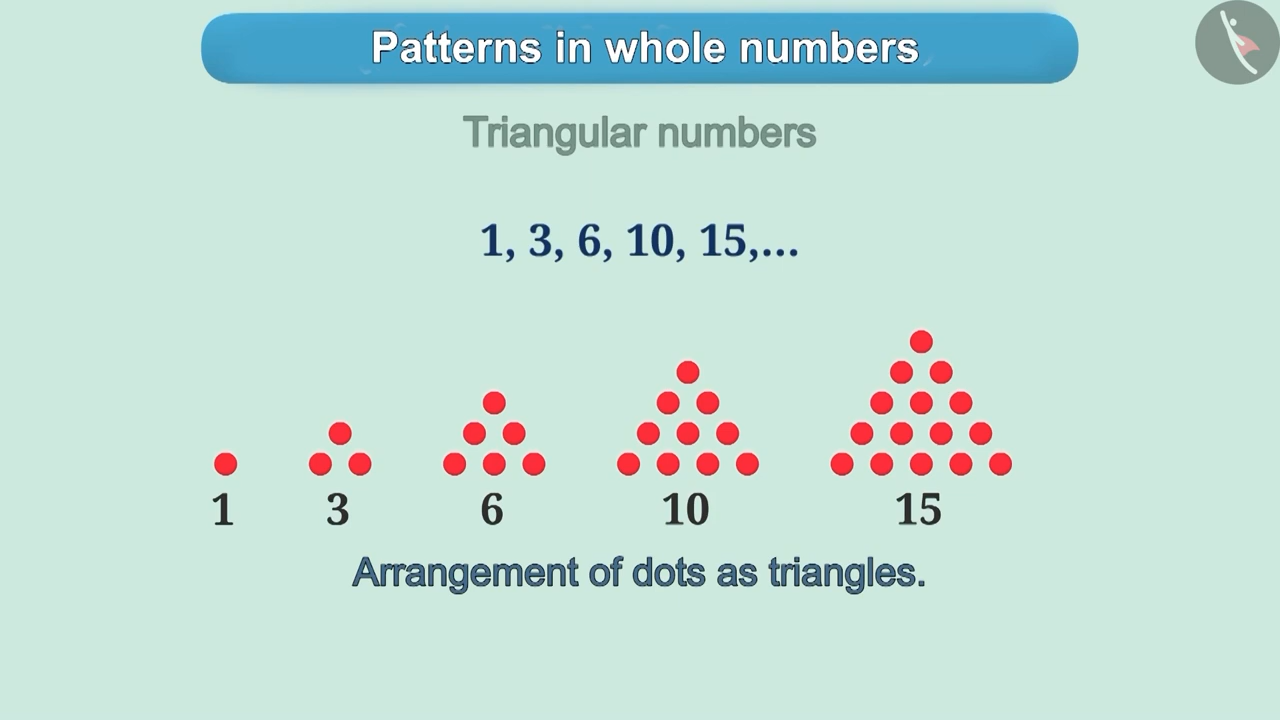 Patterns in whole numbers
Triangular numbers
1, 3, 6, 10, 15,...
1 3 6 10 15
Arrangement of dots as triangles.